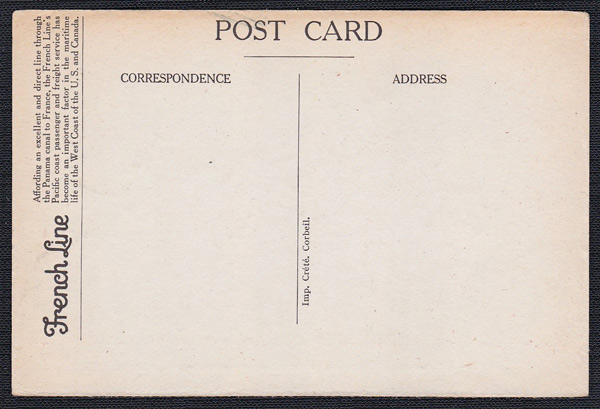 POST CARD
CORRESPONDENCE
ADDRESS
French Line
Affording an excellent and direct line through
the Panama canal to France, the French Line's
Pacific coast passenger and freight service has
become an important factor in the maritime
life of the West Coast of the U. S. and Canada.
Imp. Crété. Corbeil.